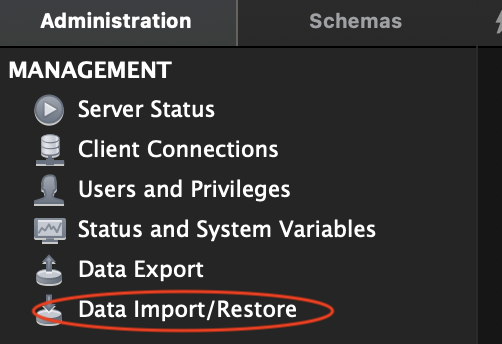 Administration
Schemas
MANAGEMENT
Server Status
Client Connections
Users and Privileges
Status and System Variables
Data Export
Data Import/Restore